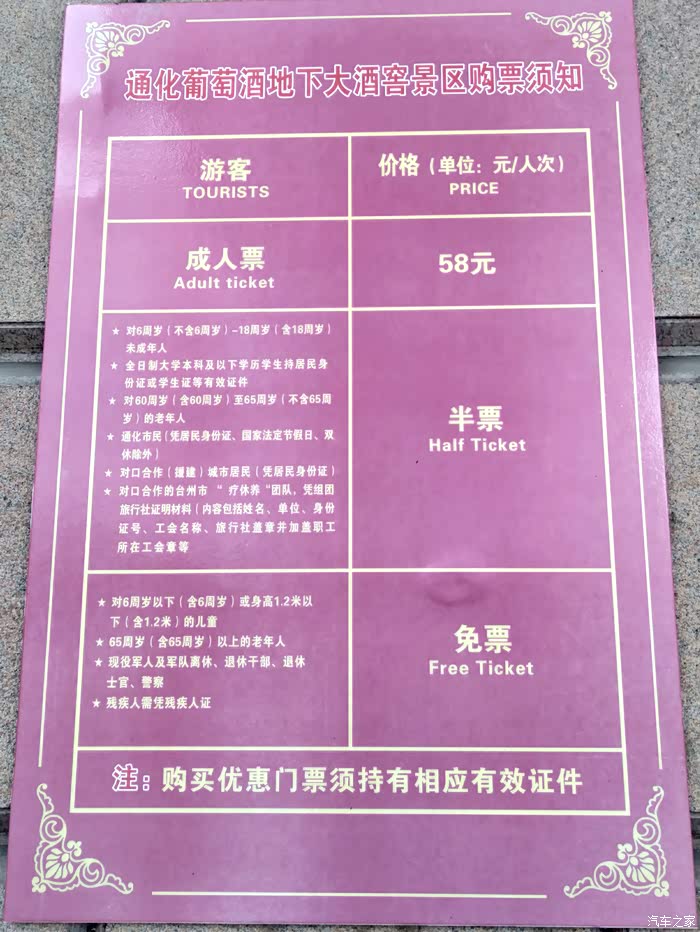 通化葡萄酒地下大酒窖景区购票须知
游客
TOURISTS
价格（单位：元/人次）
PRICE
成人票
Adult ticket
58元
★ 对6周岁（不含6周岁）-18周岁（含18周岁）
未成年人
★ 全日制大学本科及以下学历学生持居民身
份证或学生证等有效证件
★ 对60周岁（含60周岁）至65周岁（不含65周
岁）的老年人
★ 通化市民（凭居民身份证、国家法定节假日、双
休除外）
★ 对口合作（援建）城市居民（凭居民身份证）
★ 对口合作的台州市 “ 疗休养 “团队，凭组团
旅行社证明材料（内容包括姓名、单位、身份
证号、工会名称、旅行社盖章并加盖职工
所在工会章等
半票
Half Ticket
★ 对6周岁以下（含6周岁）或身高1.2米以
下（含1.2米）的儿童
★ 65周岁（含65周岁）以上的老年人
★ 现役军人及军队离休、退休干部、退休
士官、警察
★ 残疾人需凭残疾人证
免票
Free Ticket
注：购买优惠门票须持有相应有效证件
汽车之家